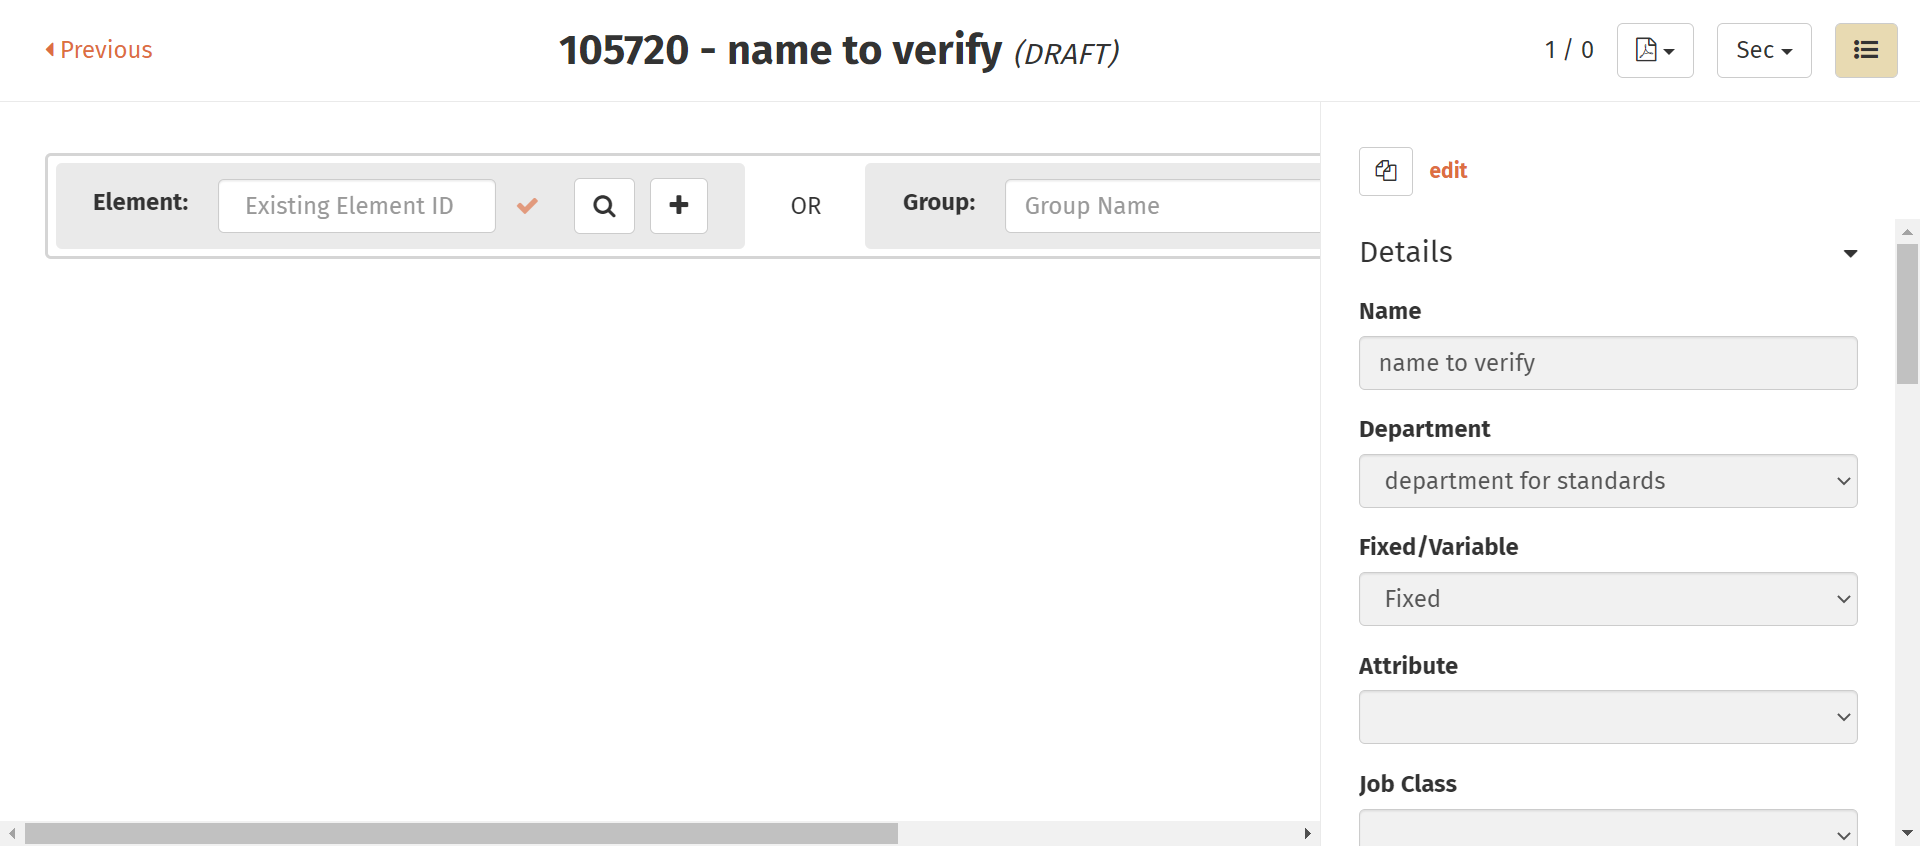 Previous
105720 - name to verify (DRAFT)
1 / 0
Sec
Element:
Existing Element ID
OR
Group:
Group Name
edit
Details
Name
name to verify
Department
department for standards
Fixed/Variable
Fixed
Attribute
Job Class